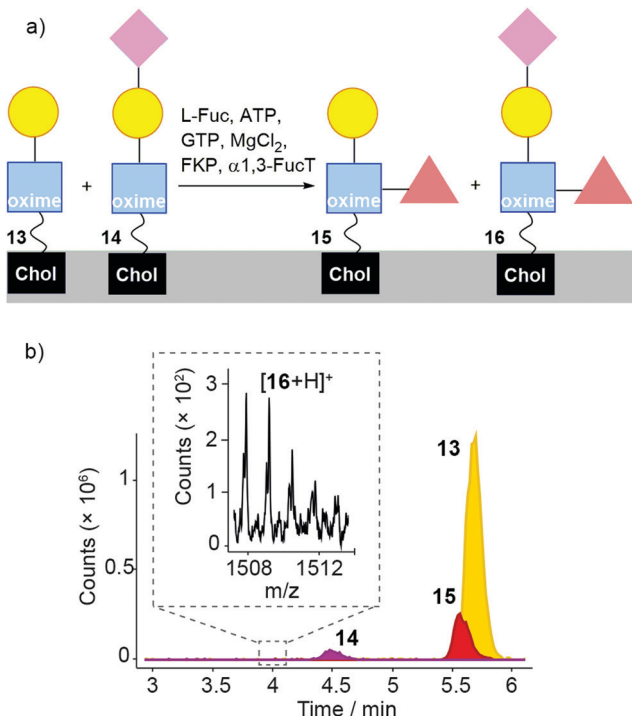 a)
L-Fuc, ATP,
GTP, MgCl₂,
FKP, α1,3-FucT
oxime + oxime oxime + oxime
13 14 15 16
Chol Chol Chol Chol
b)
[16+H]⁺
Counts (× 10²)
3
2
1
0
1508 1512
m/z
Counts (× 10⁶)
1
0.5
0
13
15
14
3 3.5 4 4.5 5 5.5 6
Time / min